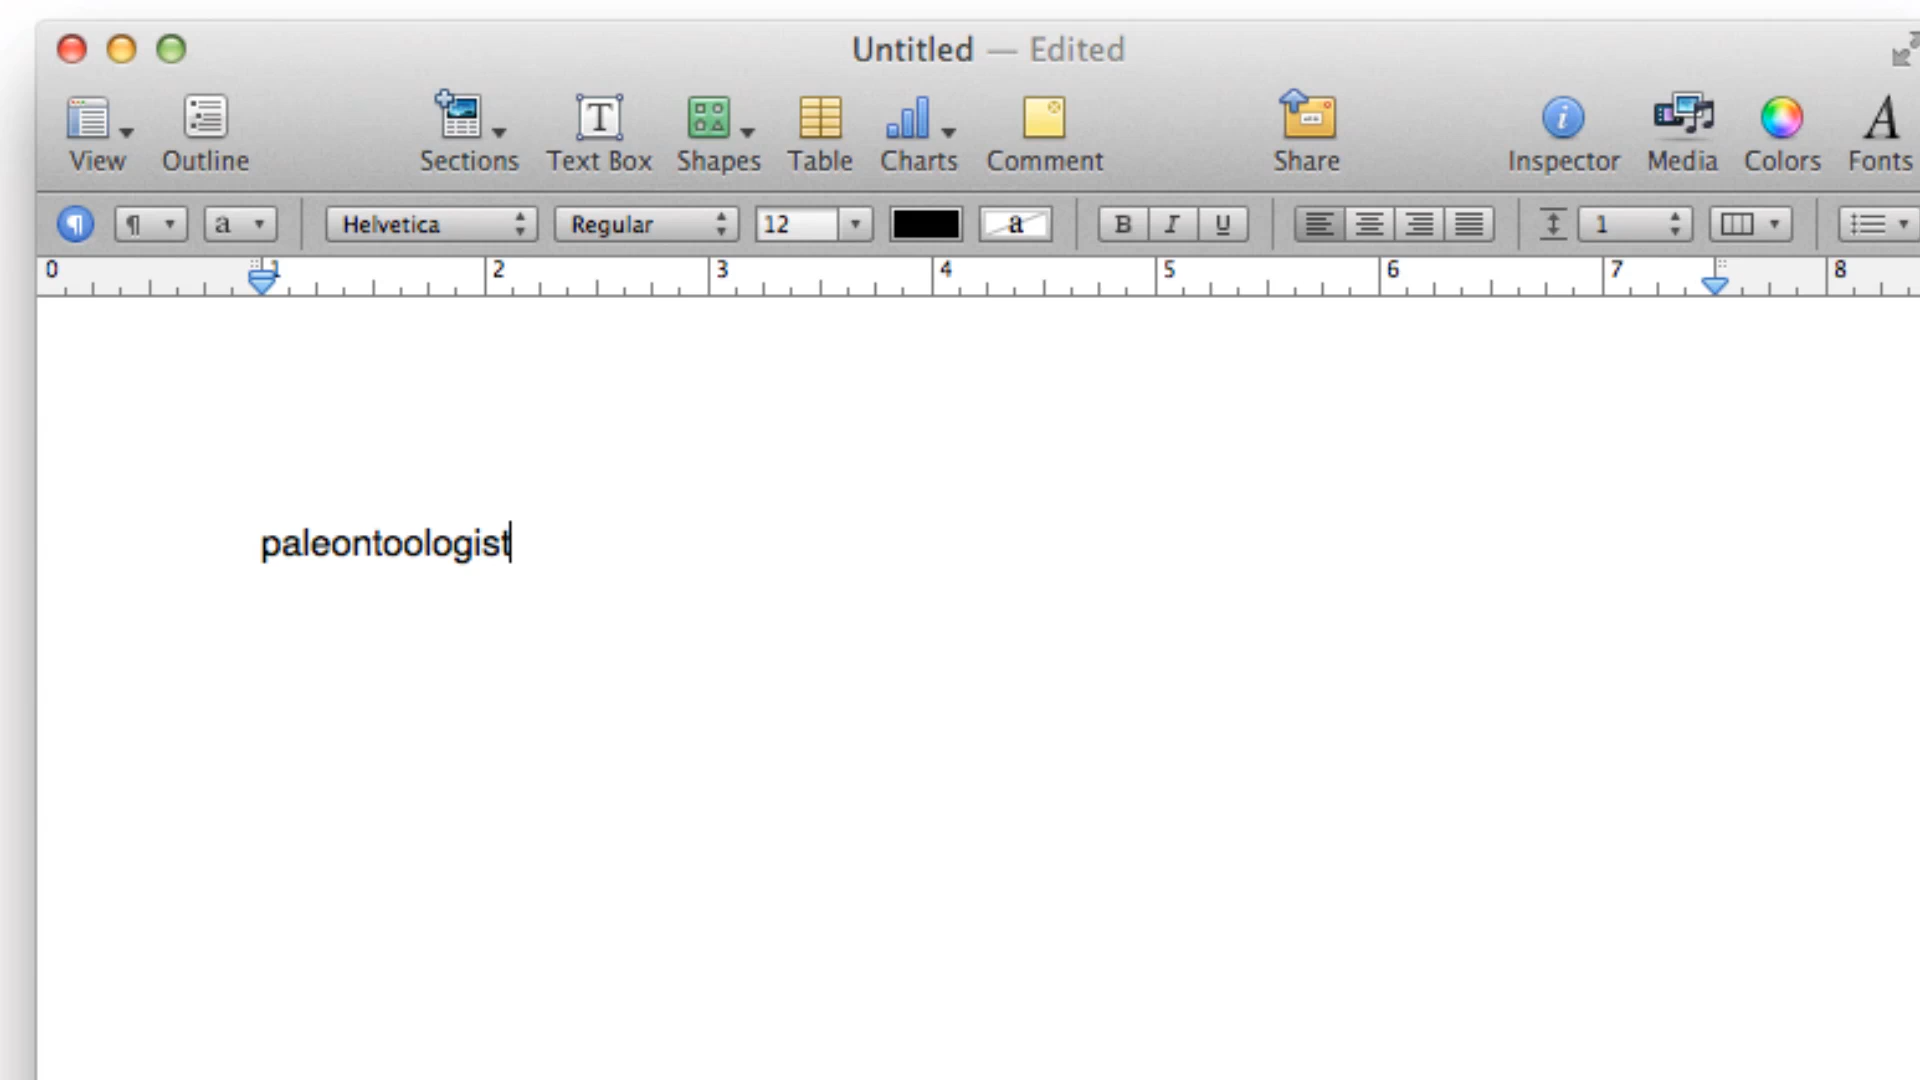 Untitled — Edited
View Outline Sections Text Box Shapes Table Charts Comment Share Inspector Media Colors Fonts
¶ ¶ a Helvetica Regular 12 a B I U 1
0 1 2 3 4 5 6 7 8
paleontoologist